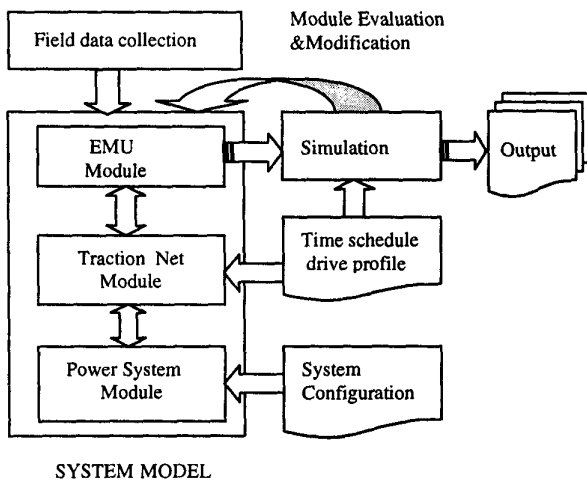 Module Evaluation
&Modification
Field data collection
EMU
Module
Simulation
Output
Traction Net
Module
Time schedule
drive profile
Power System
Module
System
Configuration
SYSTEM MODEL